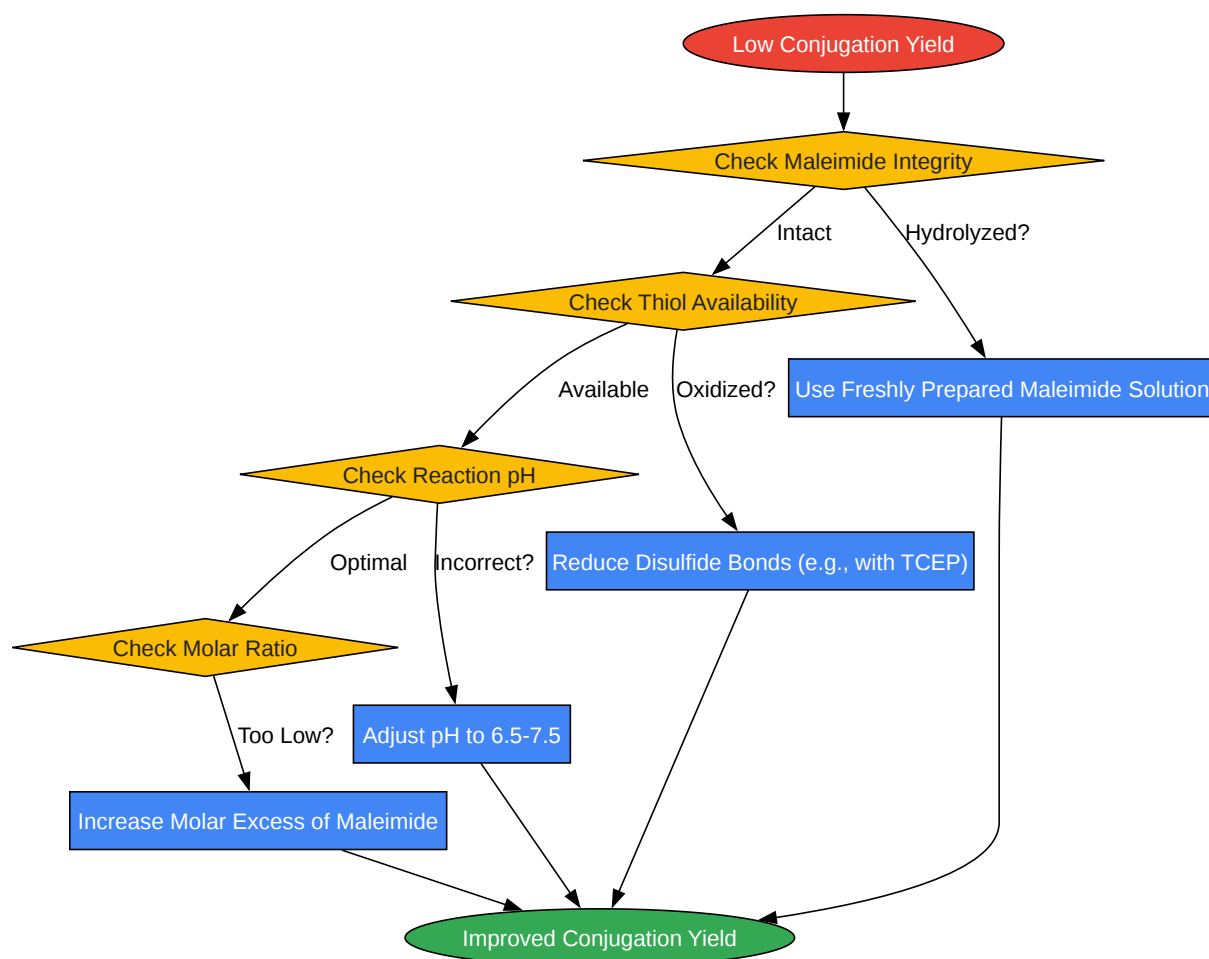 Low Conjugation Yield
Check Maleimide Integrity
Intact
Hydrolyzed?
Check Thiol Availability
Available
Oxidized?
Use Freshly Prepared Maleimide Solution
Check Reaction pH
Optimal
Incorrect?
Reduce Disulfide Bonds (e.g., with TCEP)
Check Molar Ratio
Too Low?
Adjust pH to 6.5-7.5
Increase Molar Excess of Maleimide
Improved Conjugation Yield